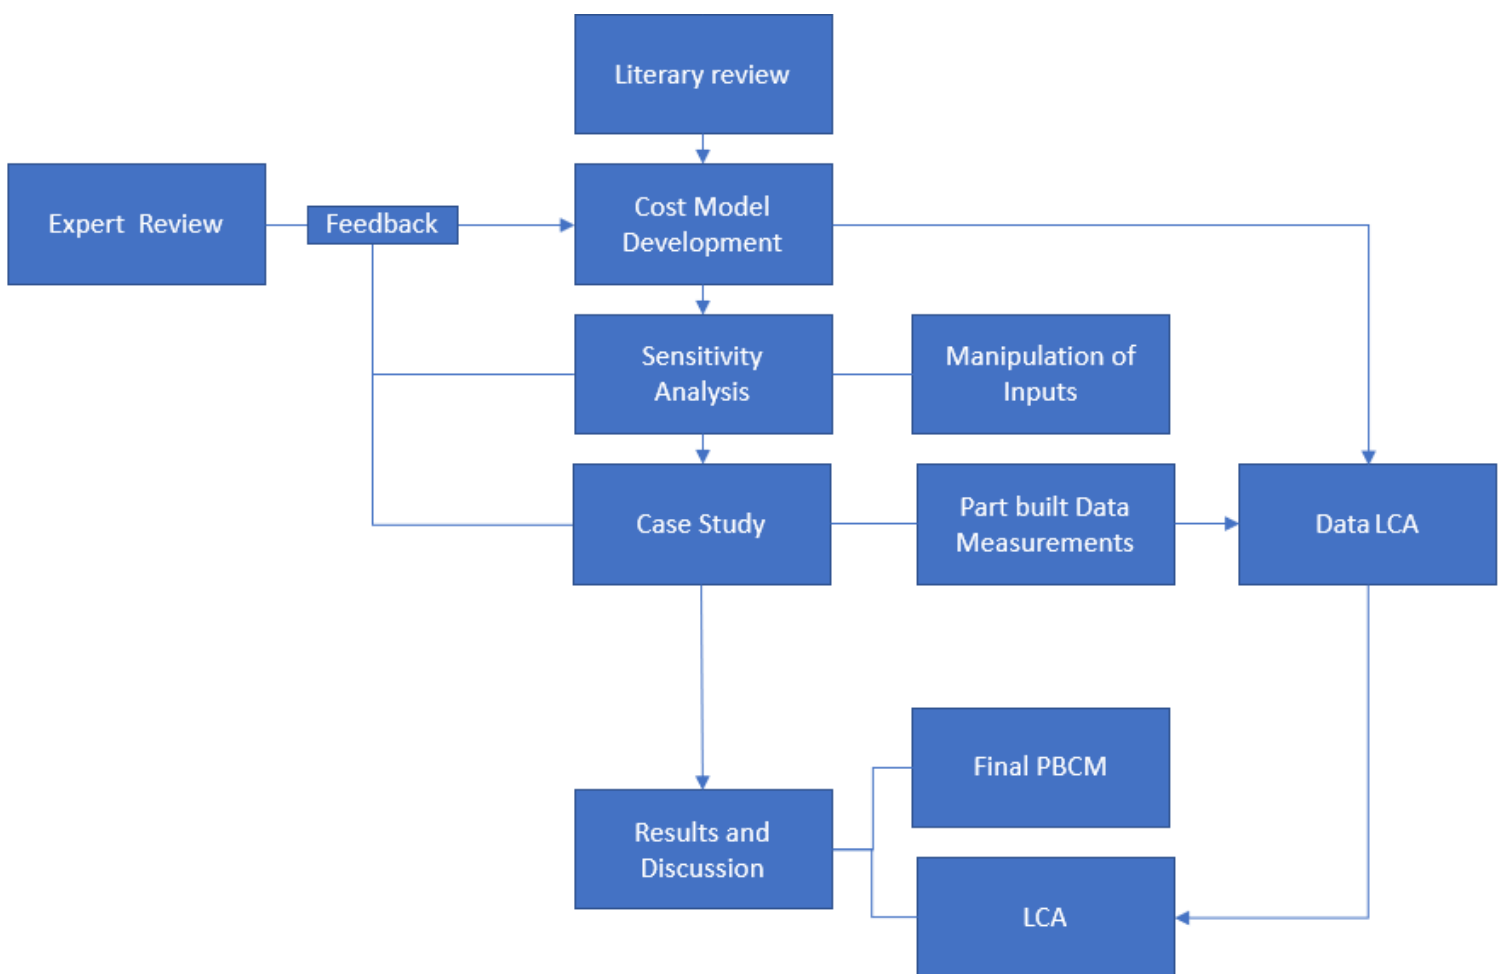 Literary review
Expert Review
Feedback
Cost Model
Development
Sensitivity
Analysis
Manipulation of
Inputs
Case Study
Part built Data
Measurements
Data LCA
Final PBCM
Results and
Discussion
LCA